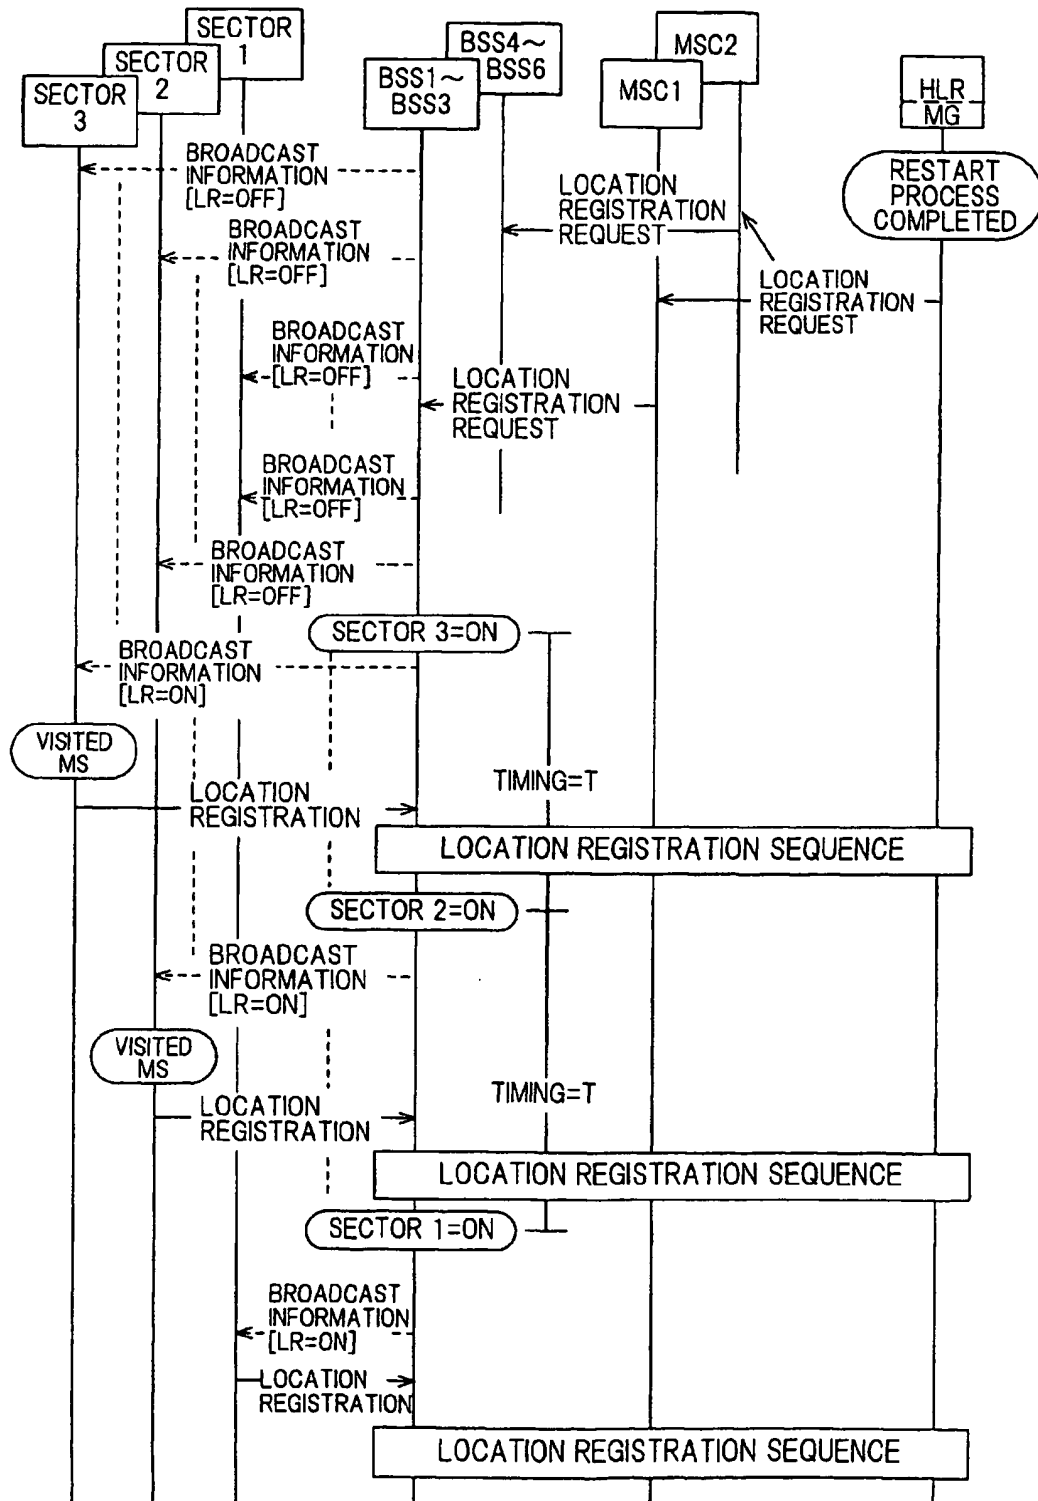 SECTOR
1
SECTOR
2
SECTOR
3
BSS4~
BSS6
BSS1~
BSS3
MSC2
MSC1
HLR
MG
RESTART
PROCESS
COMPLETED
BROADCAST
INFORMATION
[LR=OFF]
LOCATION
REGISTRATION
REQUEST
BROADCAST
INFORMATION
[LR=OFF]
LOCATION
REGISTRATION
REQUEST
BROADCAST
INFORMATION
[LR=OFF]
LOCATION
REGISTRATION
REQUEST
BROADCAST
INFORMATION
[LR=OFF]
BROADCAST
INFORMATION
[LR=OFF]
SECTOR 3=ON
BROADCAST
INFORMATION
[LR=ON]
VISITED
MS
TIMING=T
LOCATION
REGISTRATION
LOCATION REGISTRATION SEQUENCE
SECTOR 2=ON
BROADCAST
INFORMATION
[LR=ON]
VISITED
MS
TIMING=T
LOCATION
REGISTRATION
LOCATION REGISTRATION SEQUENCE
SECTOR 1=ON
BROADCAST
INFORMATION
[LR=ON]
LOCATION
REGISTRATION
LOCATION REGISTRATION SEQUENCE